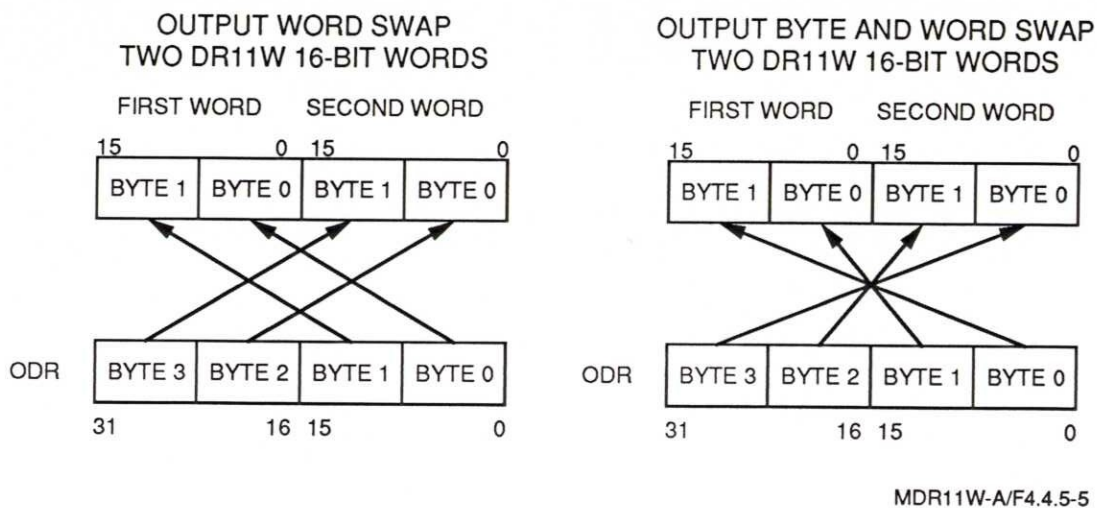 OUTPUT WORD SWAP
TWO DR11W 16-BIT WORDS
FIRST WORD SECOND WORD
15 0 15 0
BYTE 1 BYTE 0 BYTE 1 BYTE 0
ODR BYTE 3 BYTE 2 BYTE 1 BYTE 0
31 16 15 0
OUTPUT BYTE AND WORD SWAP
TWO DR11W 16-BIT WORDS
FIRST WORD SECOND WORD
15 0 15 0
BYTE 1 BYTE 0 BYTE 1 BYTE 0
ODR BYTE 3 BYTE 2 BYTE 1 BYTE 0
31 16 15 0
MDR11W-A/F4.4.5-5